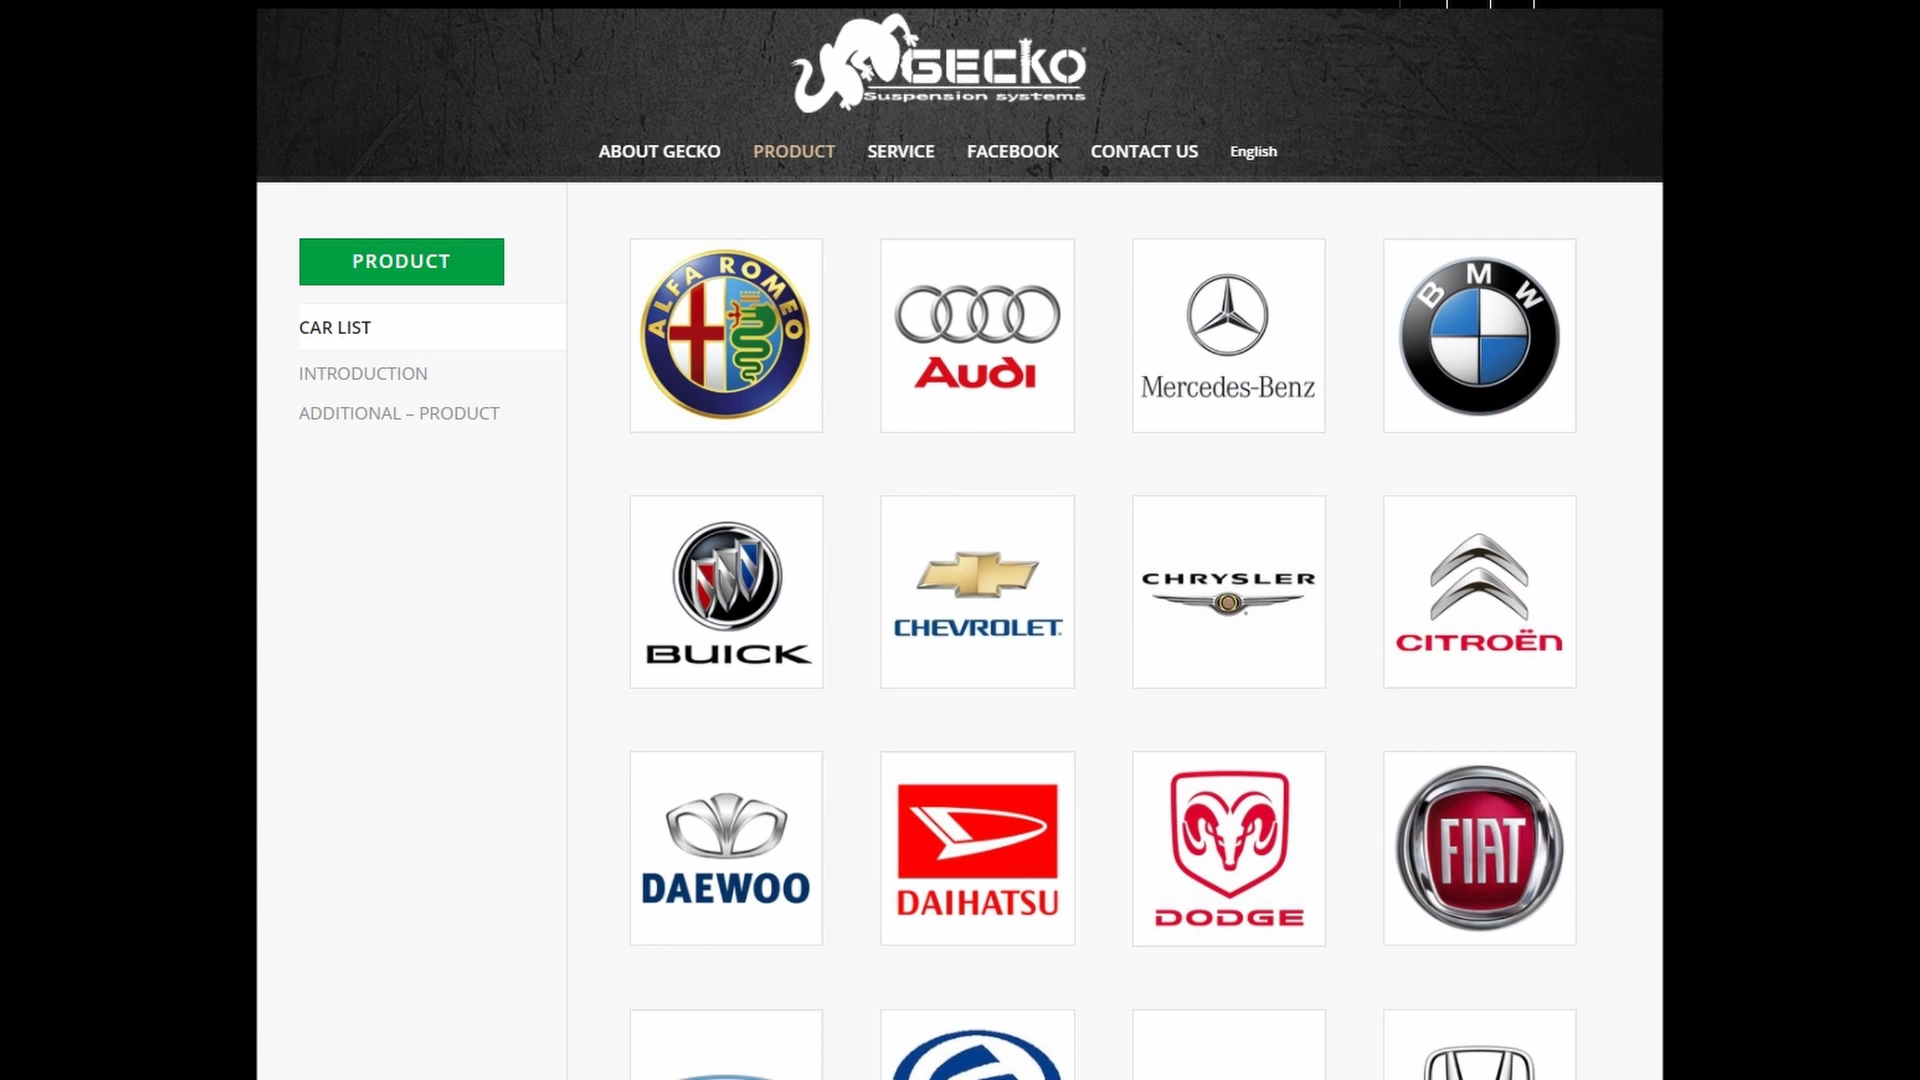 GECKO
Suspension systems
ABOUT GECKO PRODUCT SERVICE FACEBOOK CONTACT US English
PRODUCT
CAR LIST
INTRODUCTION
ADDITIONAL – PRODUCT
ALFA ROMEO
Audi
Mercedes-Benz
BMW
BUICK
CHEVROLET
CHRYSLER
CITROËN
DAEWOO
DAIHATSU
DODGE
FIAT